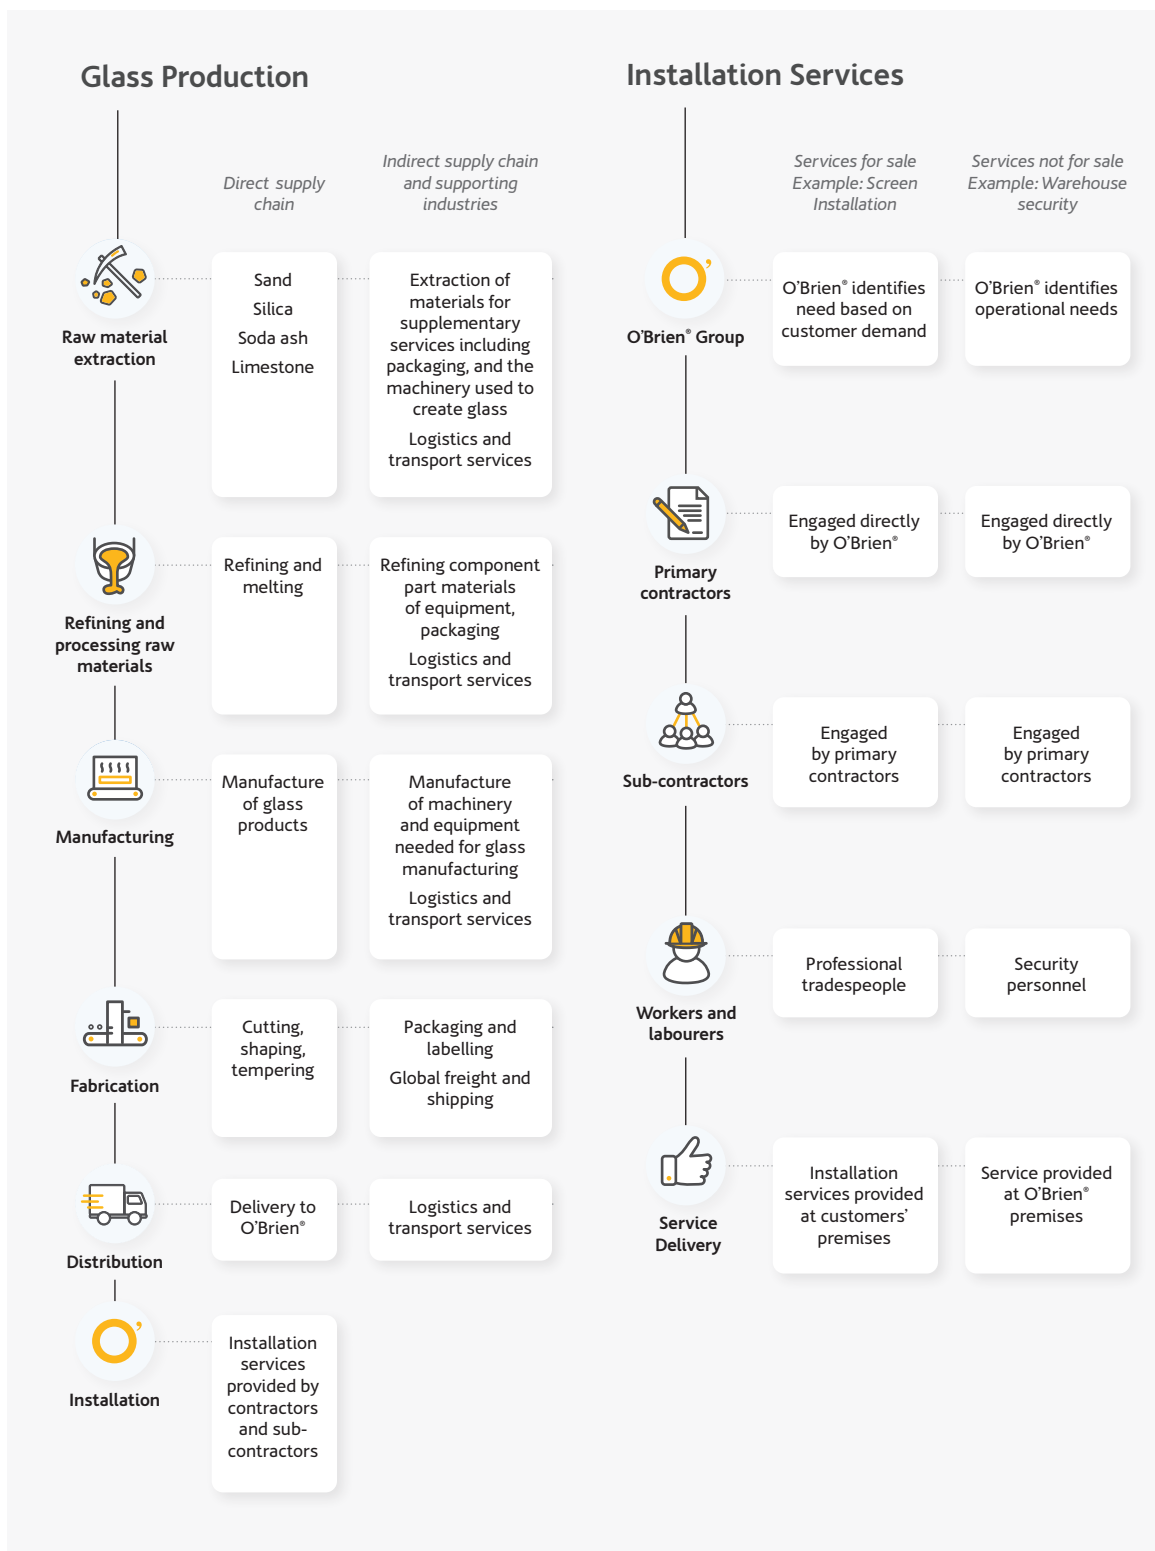 Glass Production
Direct supply
chain
Indirect supply chain
and supporting
industries
Raw material
extraction
Sand
Silica
Soda ash
Limestone
Extraction of
materials for
supplementary
services including
packaging, and the
machinery used to
create glass
Logistics and
transport services
Refining and
processing raw
materials
Refining and
melting
Refining component
part materials
of equipment,
packaging
Logistics and
transport services
Manufacturing
Manufacture
of glass
products
Manufacture
of machinery
and equipment
needed for glass
manufacturing
Logistics and
transport services
Fabrication
Cutting,
shaping,
tempering
Packaging and
labelling
Global freight and
shipping
Distribution
Delivery to
O’Brien®
Logistics and
transport services
O’
Installation
Installation
services
provided by
contractors
and sub-
contractors
Installation Services
Services for sale
Example: Screen
Installation
Services not for sale
Example: Warehouse
security
O’
O’Brien® Group
O’Brien® identifies
need based on
customer demand
O’Brien® identifies
operational needs
Primary
contractors
Engaged directly
by O’Brien®
Engaged directly
by O’Brien®
Sub-contractors
Engaged
by primary
contractors
Engaged
by primary
contractors
Workers and
labourers
Professional
tradespeople
Security
personnel
Service
Delivery
Installation
services provided
at customers’
premises
Service provided
at O’Brien®
premises